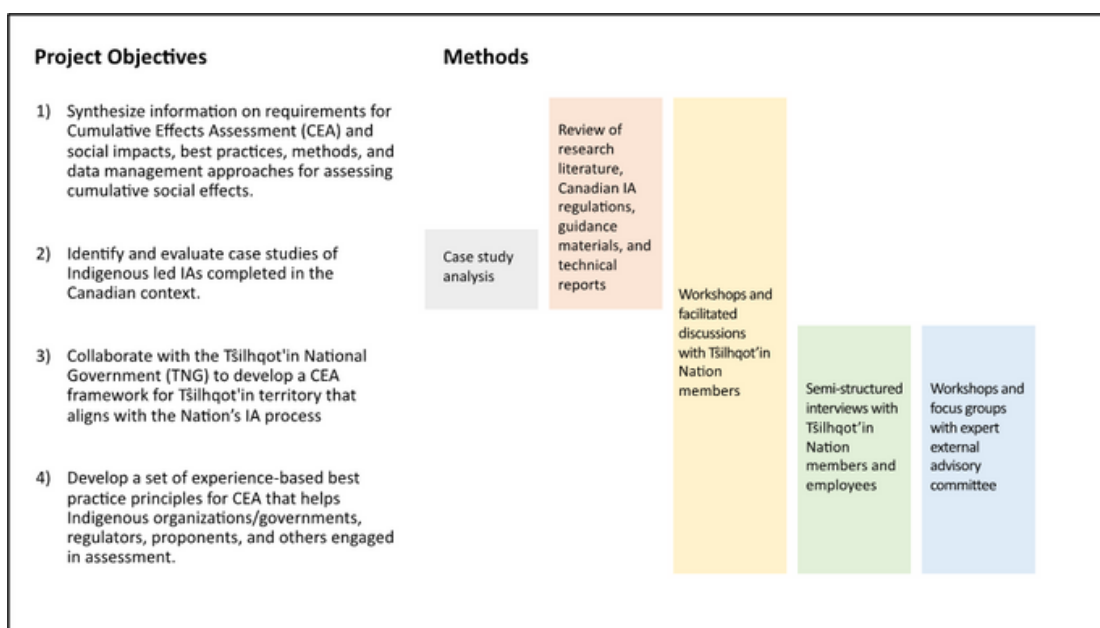 Project Objectives
Methods
1) Synthesize information on requirements for
Cumulative Effects Assessment (CEA) and
social impacts, best practices, methods, and
data management approaches for assessing
cumulative social effects.
2) Identify and evaluate case studies of
Indigenous led IAs completed in the
Canadian context.
3) Collaborate with the Tŝilhqot'in National
Government (TNG) to develop a CEA
framework for Tŝilhqot'in territory that
aligns with the Nation's IA process
4) Develop a set of experience-based best
practice principles for CEA that helps
Indigenous organizations/governments,
regulators, proponents, and others engaged
in assessment.
Case study
analysis
Review of
research
literature,
Canadian IA
regulations,
guidance
materials, and
technical
reports
Workshops and
facilitated
discussions
with Tŝilhqot'in
Nation
members
Semi-structured
interviews with
Tŝilhqot'in
Nation
members and
employees
Workshops and
focus groups
with expert
external
advisory
committee